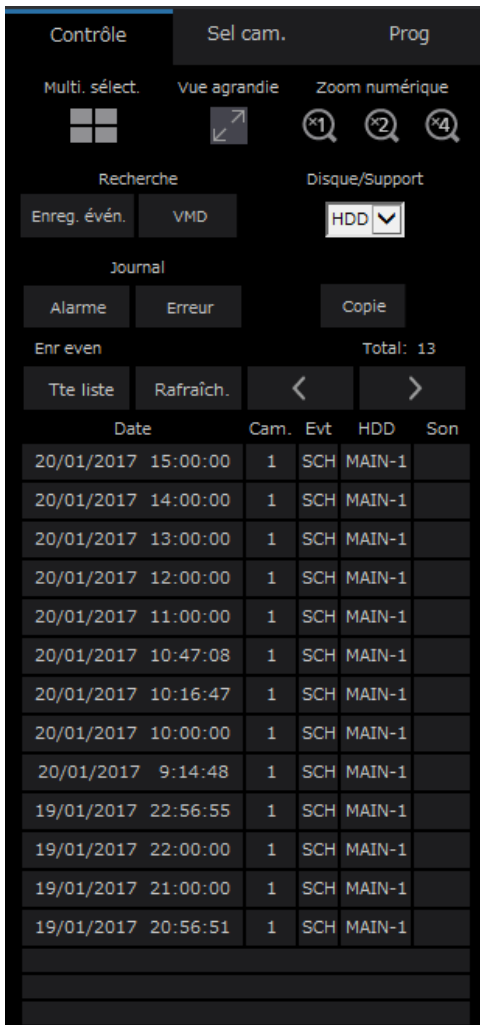 Contrôle Sel cam. Prog
Multi. sélect. Vue agrandie Zoom numérique
×1 ×2 ×4
Recherche Disque/Support
Enreg. évén. VMD HDD
Journal
Alarme Erreur Copie
Enr even Total: 13
Tte liste Rafraîch. < >
Date Cam. Evt HDD Son
20/01/2017 15:00:00 1 SCH MAIN-1
20/01/2017 14:00:00 1 SCH MAIN-1
20/01/2017 13:00:00 1 SCH MAIN-1
20/01/2017 12:00:00 1 SCH MAIN-1
20/01/2017 11:00:00 1 SCH MAIN-1
20/01/2017 10:47:08 1 SCH MAIN-1
20/01/2017 10:16:47 1 SCH MAIN-1
20/01/2017 10:00:00 1 SCH MAIN-1
20/01/2017 9:14:48 1 SCH MAIN-1
19/01/2017 22:56:55 1 SCH MAIN-1
19/01/2017 22:00:00 1 SCH MAIN-1
19/01/2017 21:00:00 1 SCH MAIN-1
19/01/2017 20:56:51 1 SCH MAIN-1